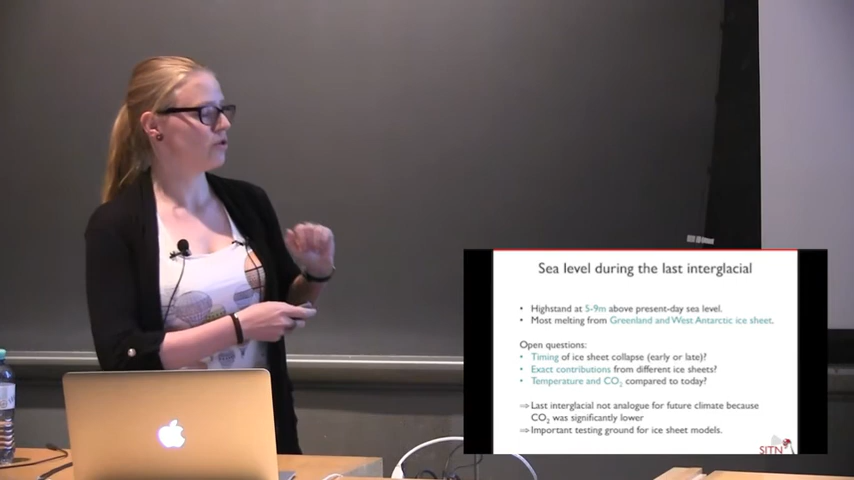 Sea level during the last interglacial
• Highstand at 5-9m above present-day sea level.
• Most melting from Greenland and West Antarctic ice sheet.
Open questions:
• Timing of ice sheet collapse (early or late)?
• Exact contributions from different ice sheets?
• Temperature and CO₂ compared to today?
⇒ Last interglacial not analogue for future climate because
CO₂ was significantly lower
⇒ Important testing ground for ice sheet models.
SITN